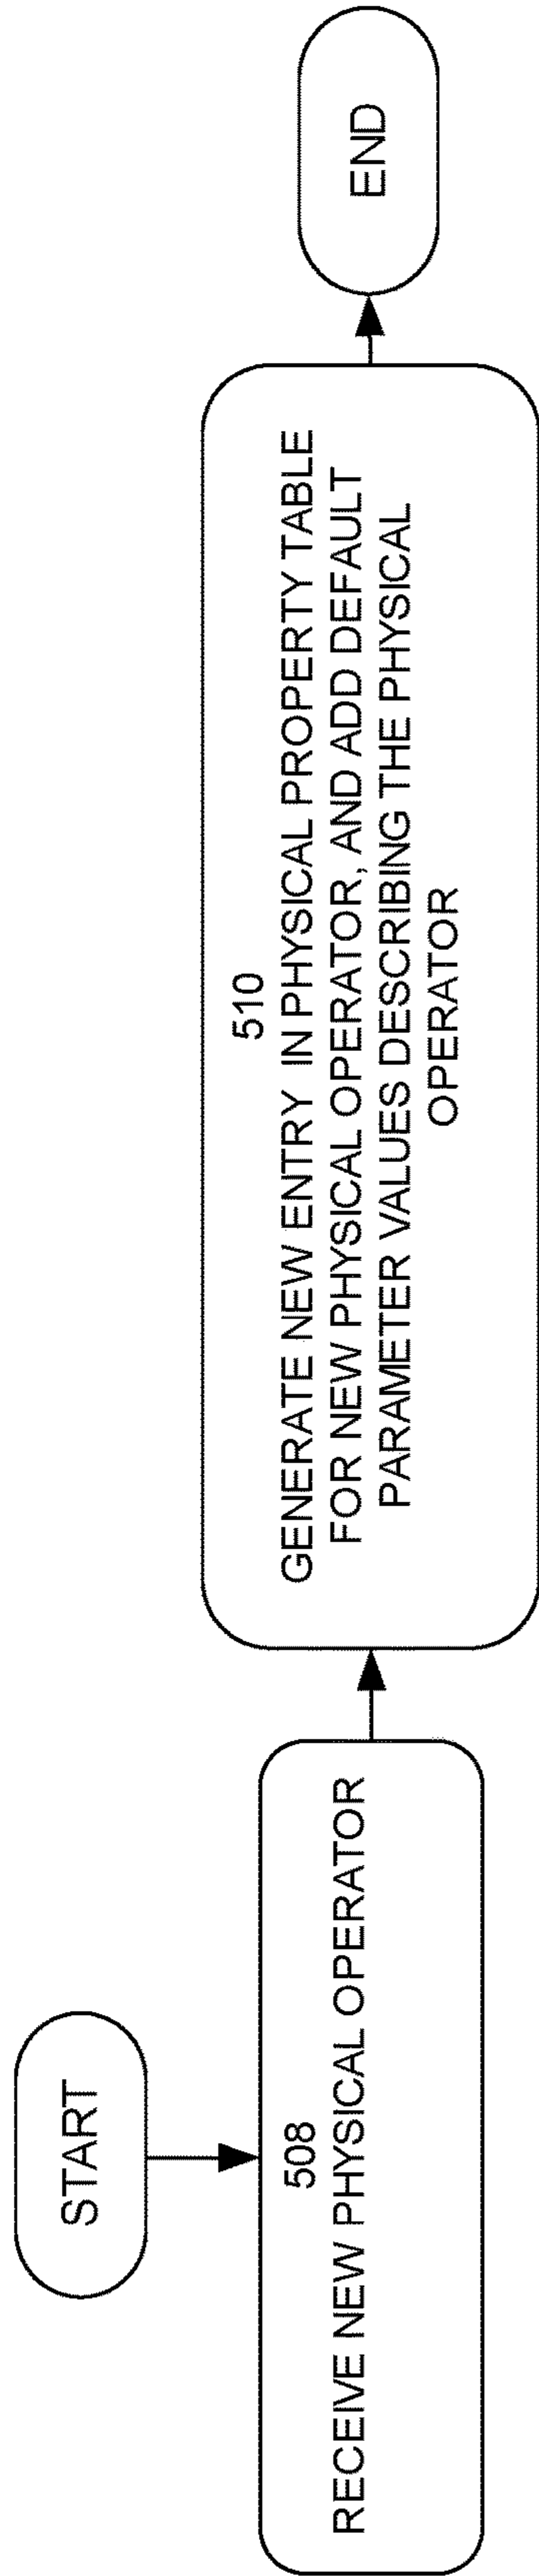 START
508
RECEIVE NEW PHYSICAL OPERATOR
510
GENERATE NEW ENTRY IN PHYSICAL PROPERTY TABLE
FOR NEW PHYSICAL OPERATOR, AND ADD DEFAULT
PARAMETER VALUES DESCRIBING THE PHYSICAL
OPERATOR
END